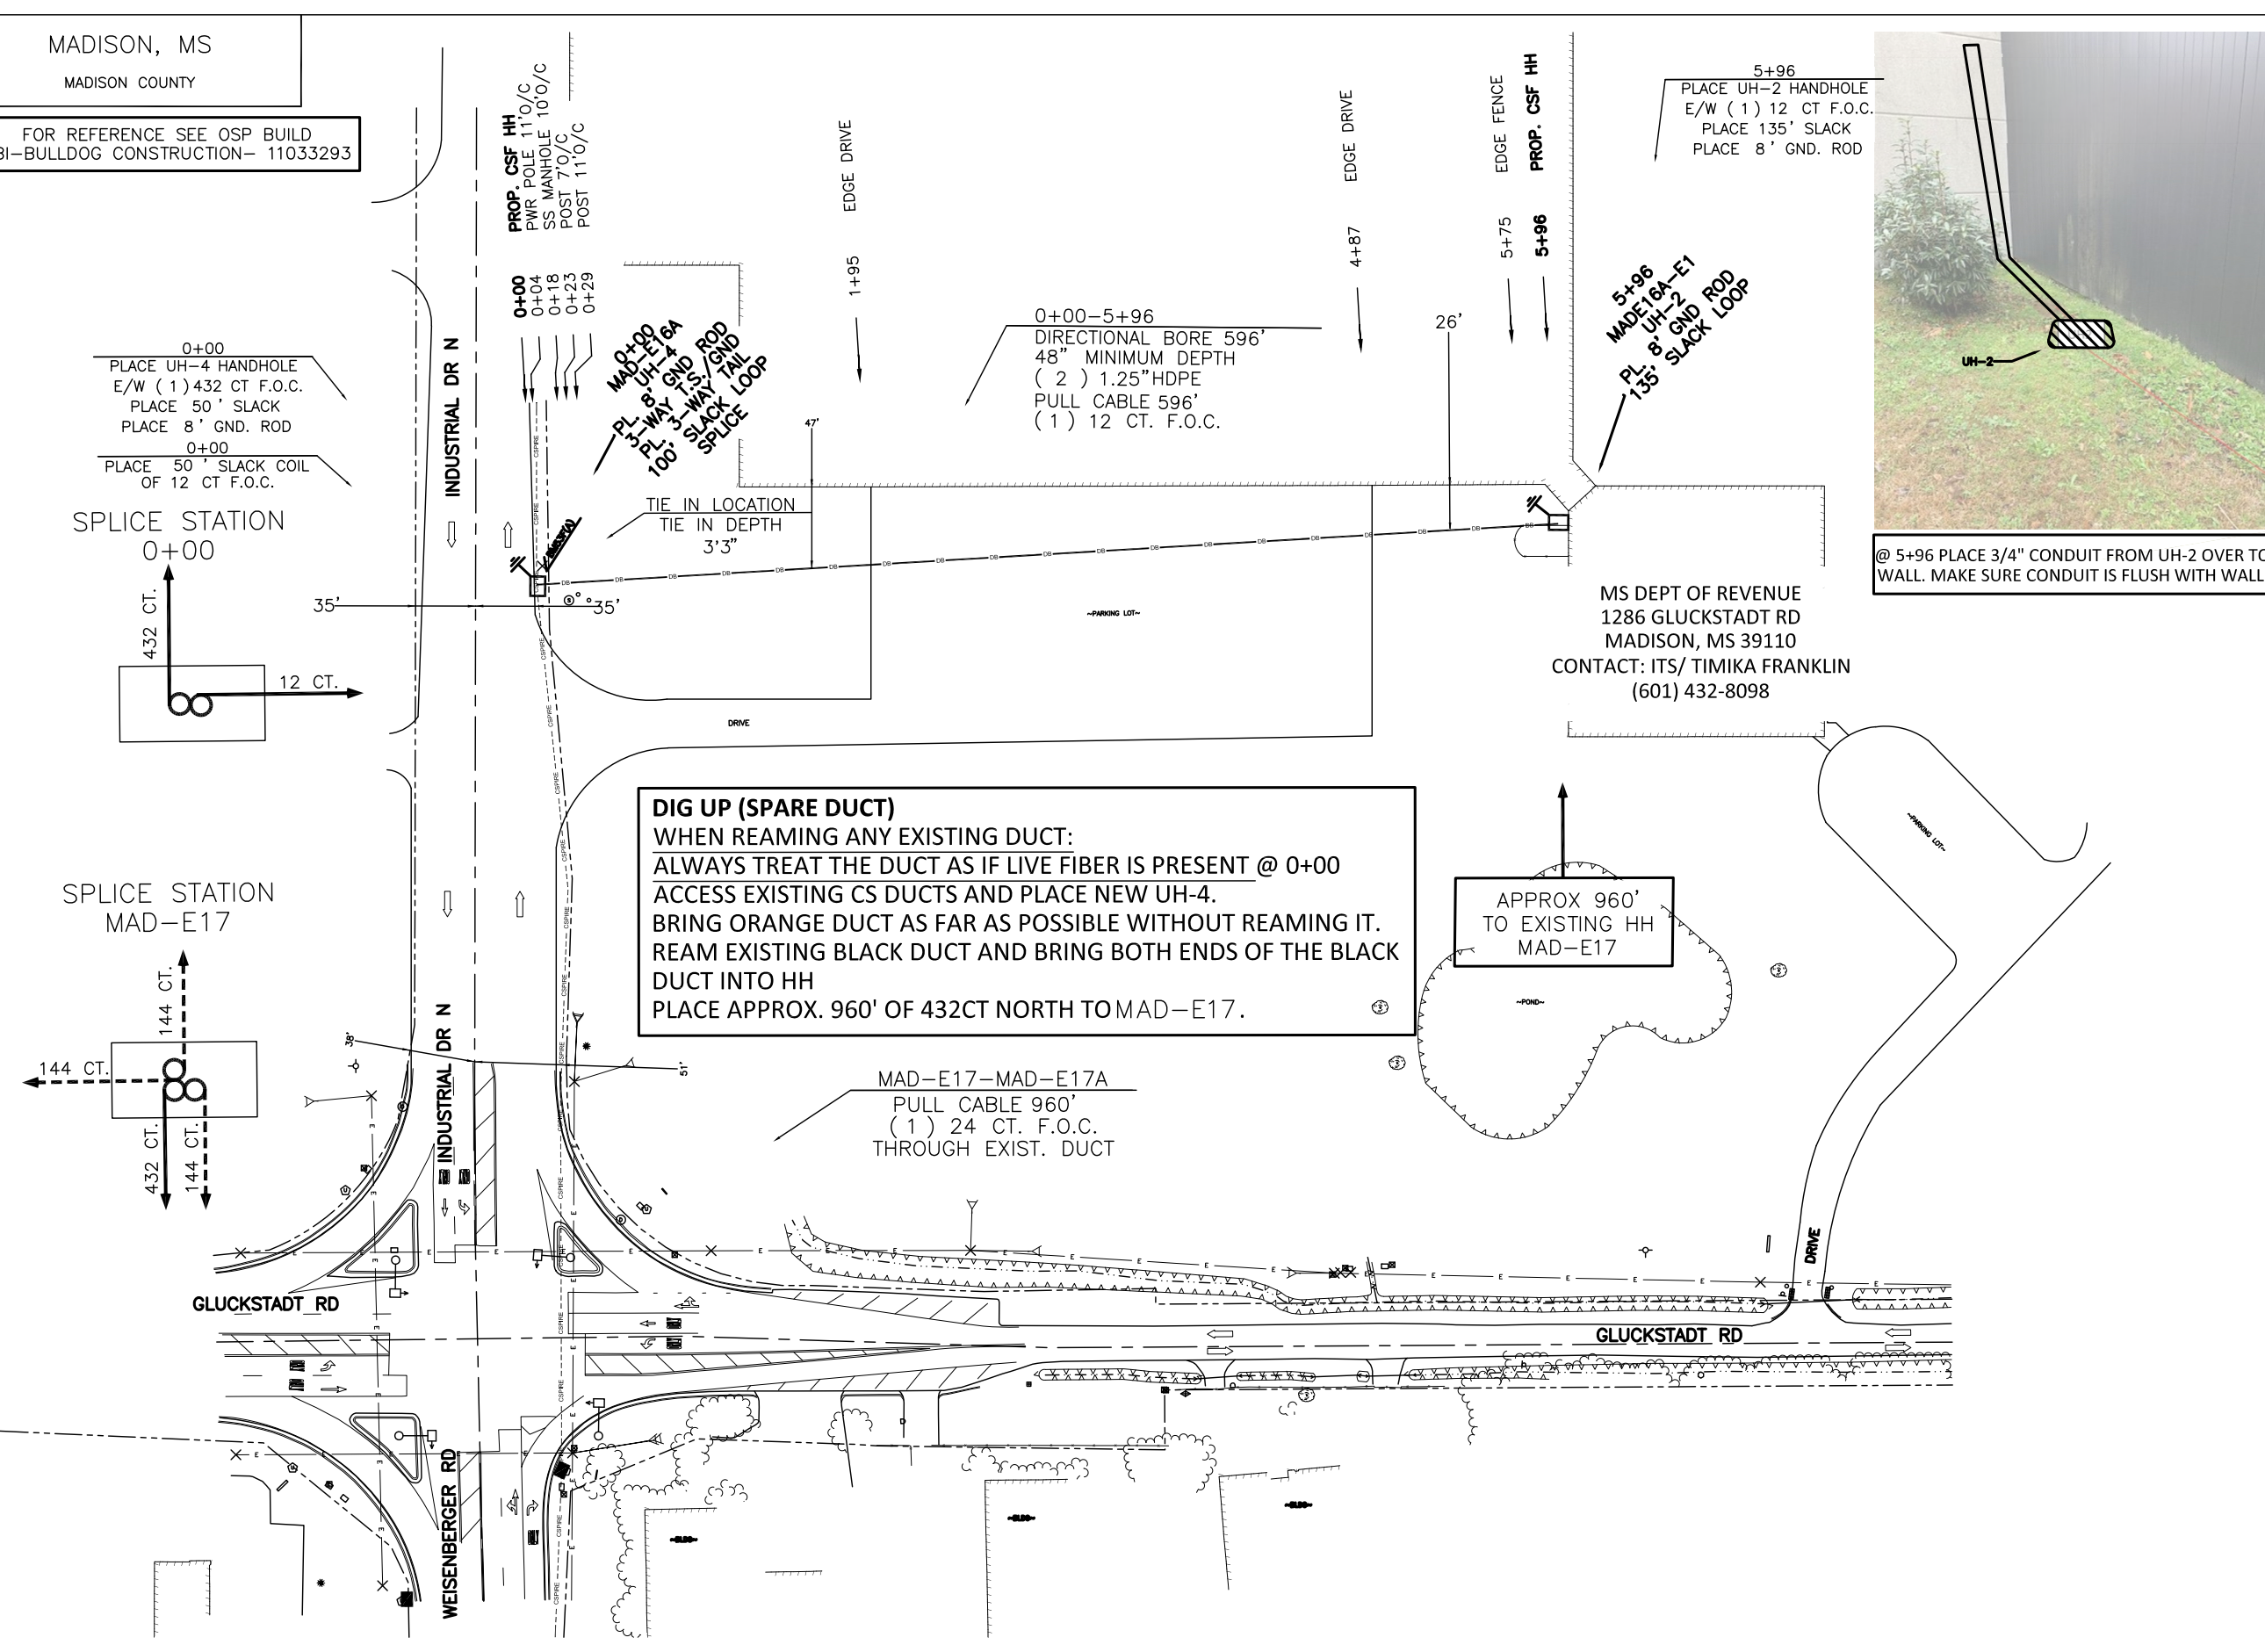 MADISON, MS
MADISON COUNTY
FOR REFERENCE SEE OSP BUILD
BI-BULLDOG CONSTRUCTION- 11033293
PROP. CSF HH
PWR POLE 11'O/C
SS MANHOLE 10'O/C
POST 7'O/C
POST 11'O/C
0+00
0+04
0+18
0+23
0+29
EDGE DRIVE
1+95
EDGE DRIVE
4+87
EDGE FENCE
5+75
PROP. CSF HH
5+96
5+96
PLACE UH-2 HANDHOLE
E/W ( 1 ) 12 CT F.O.C.
PLACE 135' SLACK
PLACE 8' GND. ROD
UH-2
@ 5+96 PLACE 3/4" CONDUIT FROM UH-2 OVER TO
WALL. MAKE SURE CONDUIT IS FLUSH WITH WALL
0+00
PLACE UH-4 HANDHOLE
E/W ( 1 ) 432 CT F.O.C.
PLACE 50' SLACK
PLACE 8' GND. ROD
0+00
PLACE 50' SLACK COIL
OF 12 CT F.O.C.
INDUSTRIAL DR N
0+00
MAD-E16A
UH-4
PL. 8' GND ROD
3-WAY T.S./GND
PL. 3-WAY TAIL
100' SLACK LOOP
SPLICE
0+00-5+96
DIRECTIONAL BORE 596'
48" MINIMUM DEPTH
( 2 ) 1.25"HDPE
PULL CABLE 596'
( 1 ) 12 CT. F.O.C.
26'
47'
5+96
MADE16A-E1
UH-2
PL. 8' GND ROD
135' SLACK LOOP
TIE IN LOCATION
TIE IN DEPTH
3'3"
35'
35'
DB DB DB DB DB DB DB DB DB DB DB DB
CSPIRE
~PARKING LOT~
DRIVE
MS DEPT OF REVENUE
1286 GLUCKSTADT RD
MADISON, MS 39110
CONTACT: ITS/ TIMIKA FRANKLIN
(601) 432-8098
SPLICE STATION
0+00
432 CT.
12 CT.
DIG UP (SPARE DUCT)
WHEN REAMING ANY EXISTING DUCT:
ALWAYS TREAT THE DUCT AS IF LIVE FIBER IS PRESENT @ 0+00
ACCESS EXISTING CS DUCTS AND PLACE NEW UH-4.
BRING ORANGE DUCT AS FAR AS POSSIBLE WITHOUT REAMING IT.
REAM EXISTING BLACK DUCT AND BRING BOTH ENDS OF THE BLACK
DUCT INTO HH
PLACE APPROX. 960' OF 432CT NORTH TO MAD-E17.
APPROX 960'
TO EXISTING HH
MAD-E17
~POND~
~PARKING LOT~
SPLICE STATION
MAD-E17
144 CT.
144 CT.
432 CT.
144 CT.
38'
51'
INDUSTRIAL DR N
MAD-E17-MAD-E17A
PULL CABLE 960'
( 1 ) 24 CT. F.O.C.
THROUGH EXIST. DUCT
DRIVE
GLUCKSTADT RD
GLUCKSTADT RD
WEISENBERGER RD
~BLDG~
~BLDG~
~BLDG~